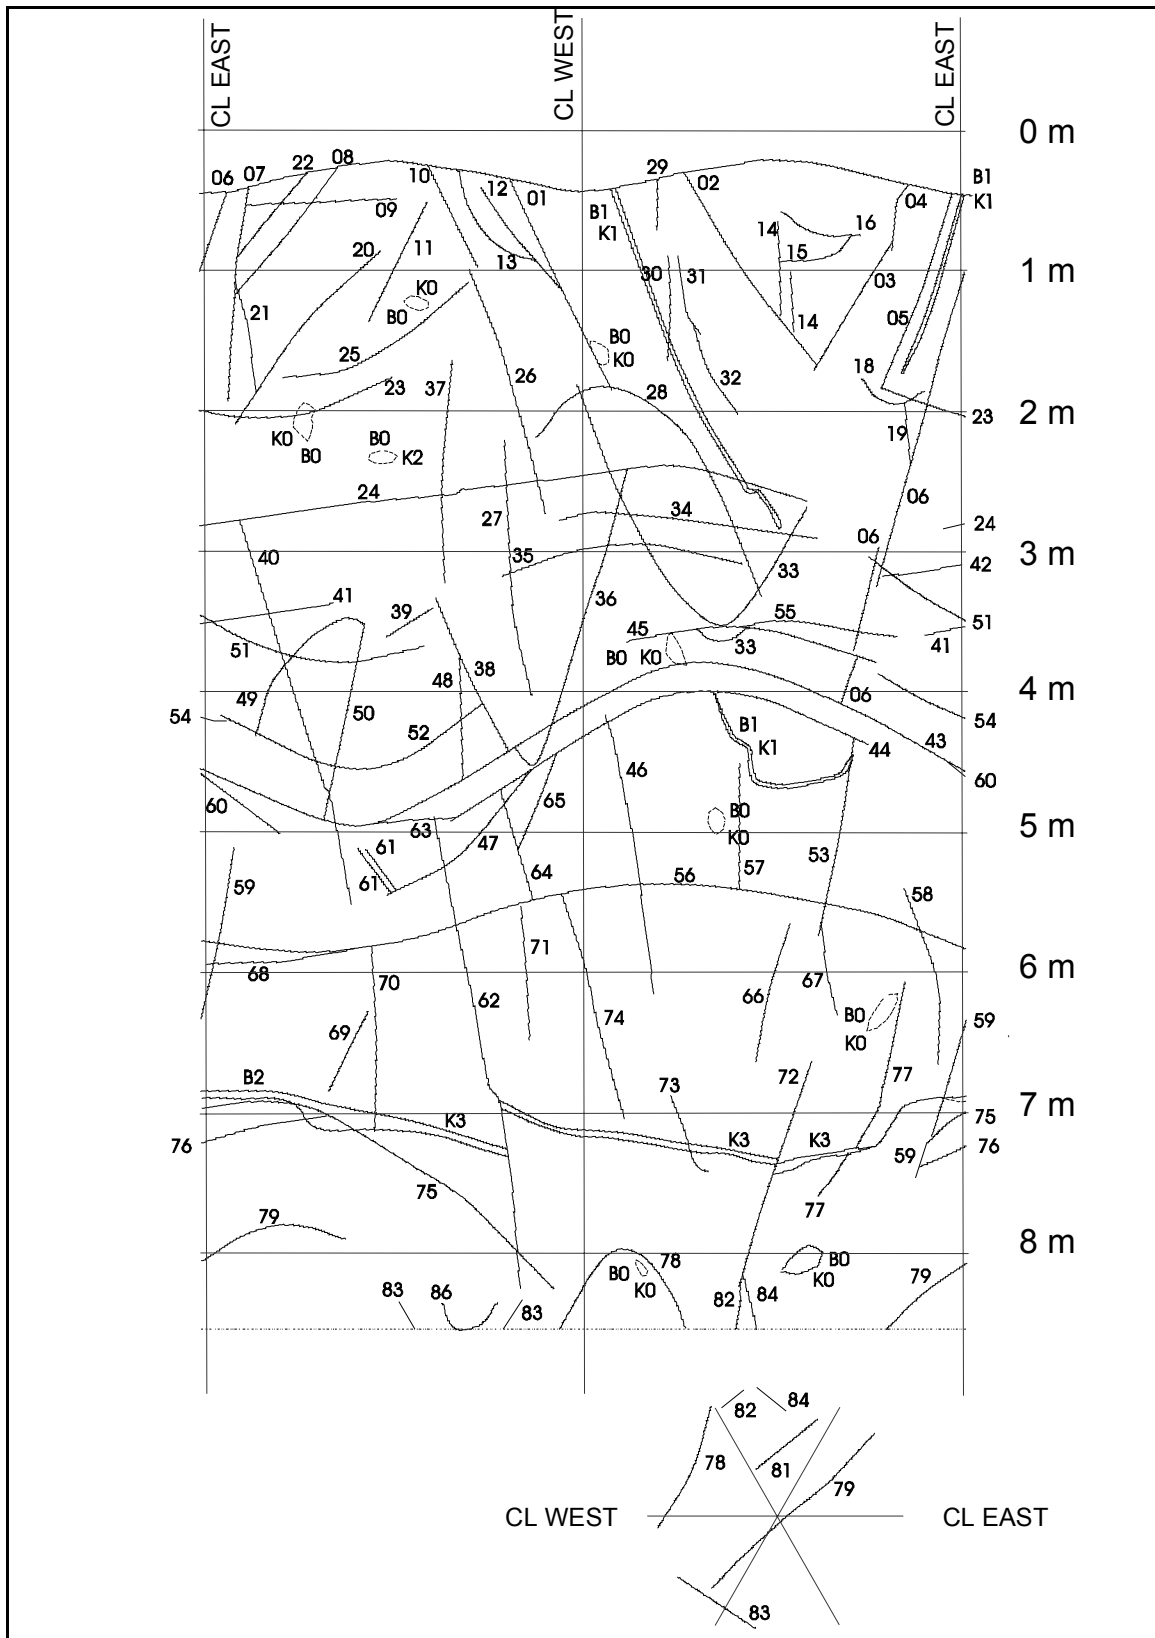 CL EAST
CL WEST
CL EAST
0 m
06 07 22 08 10 12 01 29 02 04 B1
K1
09 B1
K1
14 16
20 11 13 15
30 31 03
1 m
K0
B0
21 14 05
25 B0
K0
26 18
23 37 28 32
2 m
23
K0
B0
B0
K2
19
24 27 34 06 24
40 35 06
3 m
33 42
41 39 36 45 55 51
51 B0 K0 33 41
49 48 38 06
4 m
54 50 52 B1
K1
54
44 43
46 60
60 65
63 B0
K0
5 m
61 47
61 64 57 53
59 56 58
71
68 70 66 67
6 m
62 74 B0
K0
59
69
B2 73 72 77
7 m
K3 K3 K3 75
76 59 76
75 77
79
8 m
B0
K0
78 B0
K0
79
83 86 83 82 84
82 84
78 81
79
CL WEST
CL EAST
83